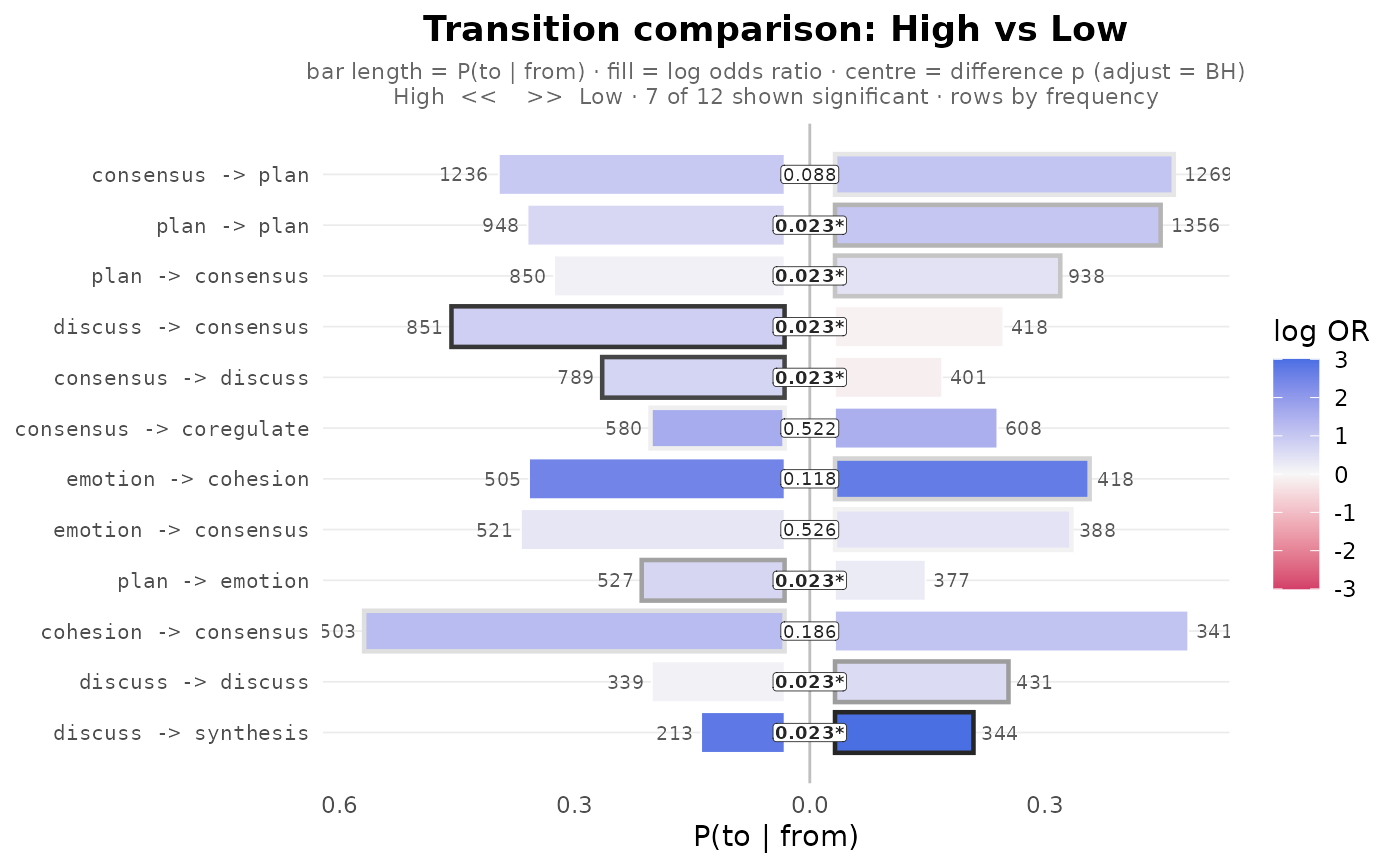 Transition comparison: High vs Low
bar length = P(to | from) · fill = log odds ratio · centre = difference p (adjust = BH)
High << >> Low · 7 of 12 shown significant · rows by frequency
consensus -> plan 1236 0.088 1269
plan -> plan 948 0.023* 1356
plan -> consensus 850 0.023* 938
discuss -> consensus 851 0.023* 418
consensus -> discuss 789 0.023* 401
consensus -> coregulate 580 0.522 608
emotion -> cohesion 505 0.118 418
emotion -> consensus 521 0.526 388
plan -> emotion 527 0.023* 377
cohesion -> consensus 503 0.186 341
discuss -> discuss 339 0.023* 431
discuss -> synthesis 213 0.023* 344
0.6 0.3 0.0 0.3
P(to | from)
log OR
3
2
1
0
-1
-2
-3